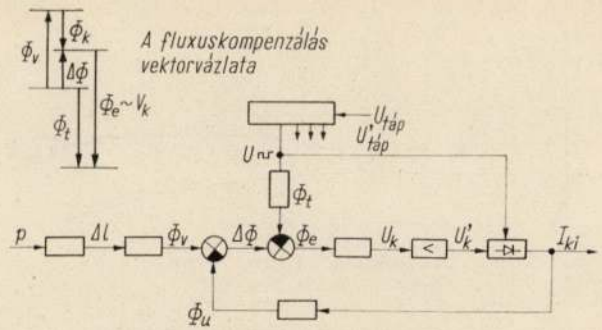 Φv
Φk
ΔΦ
Φt
Φe~Vk
A fluxuskompenzálás
vektorvázlata
Utáp
U'táp
U
Φt
p
Δl
Φv
ΔΦ
Φe
Uk
<
U'k
Iki
Φu